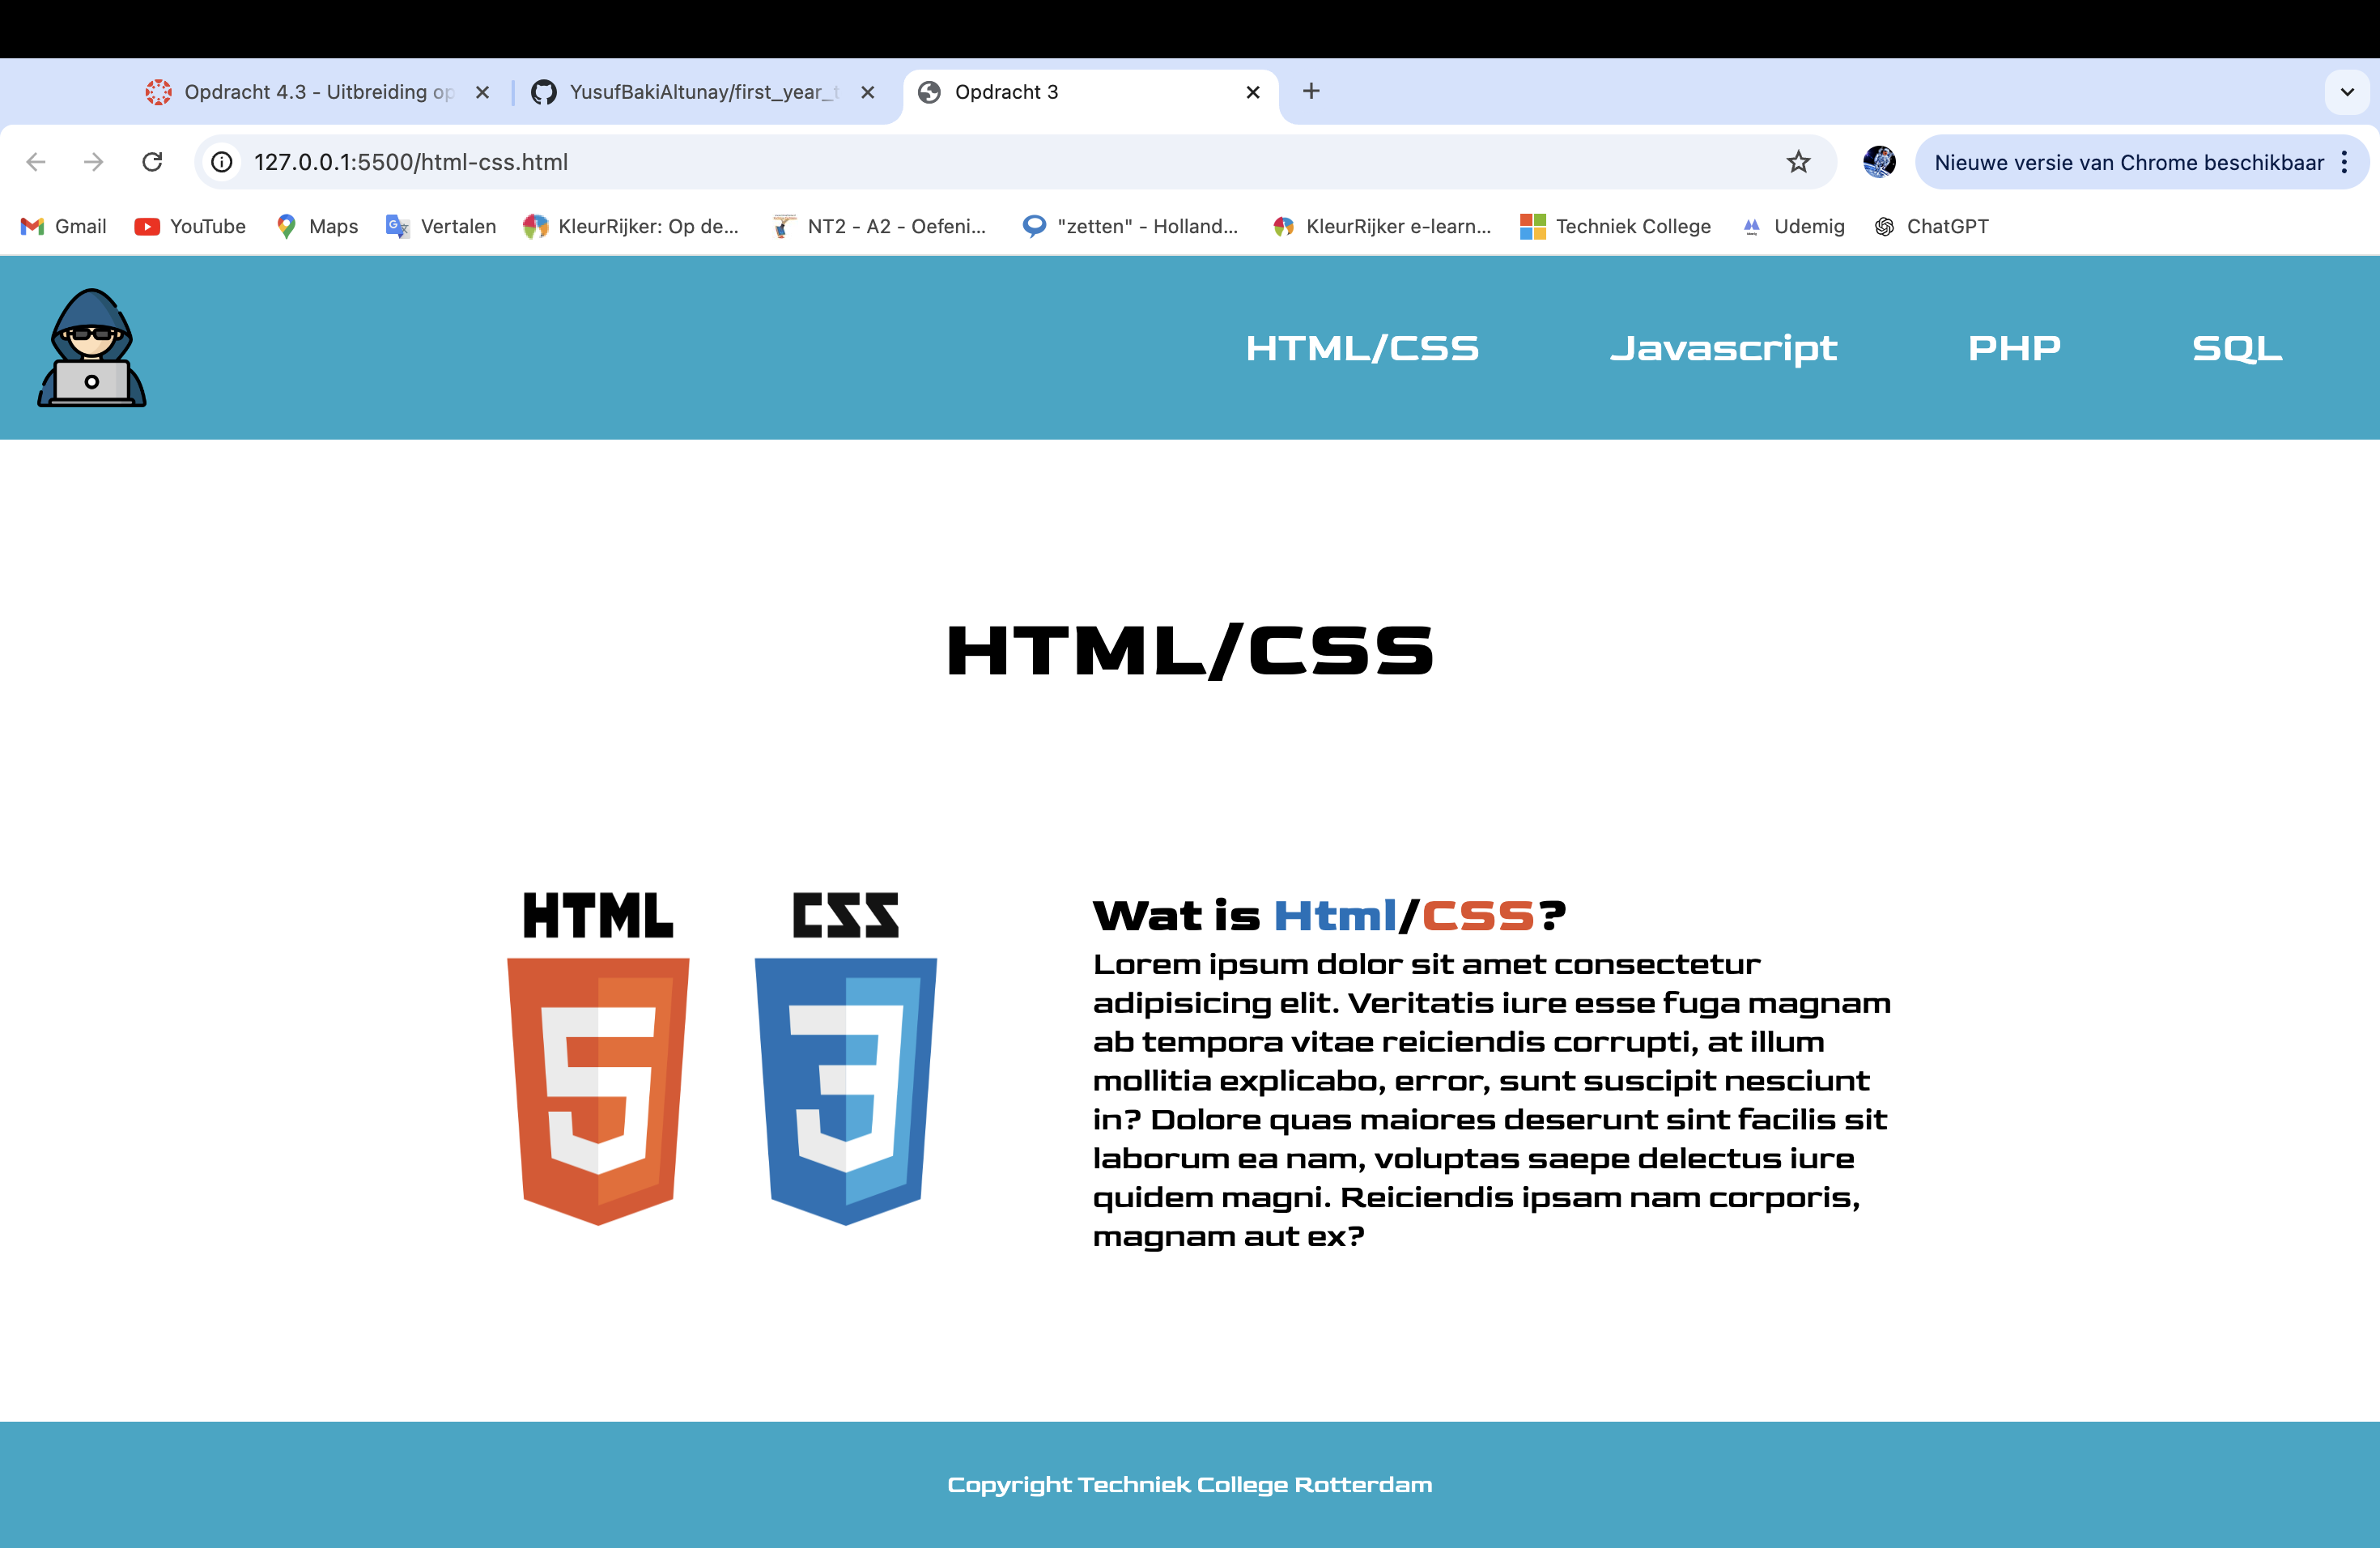 Opdracht 4.3 - Uitbreiding op
YusufBakiAltunay/first_year_t
Opdracht 3
127.0.0.1:5500/html-css.html
Nieuwe versie van Chrome beschikbaar
Gmail
YouTube
Maps
Vertalen
KleurRijker: Op de...
NT2 - A2 - Oefeni...
"zetten" - Holland...
KleurRijker e-learn...
Techniek College
Udemig
ChatGPT
HTML/CSS
Javascript
PHP
SQL
HTML/CSS
HTML
CSS
Wat is Html/CSS?
Lorem ipsum dolor sit amet consectetur
adipisicing elit. Veritatis iure esse fuga magnam
ab tempora vitae reiciendis corrupti, at illum
mollitia explicabo, error, sunt suscipit nesciunt
in? Dolore quas maiores deserunt sint facilis sit
laborum ea nam, voluptas saepe delectus iure
quidem magni. Reiciendis ipsam nam corporis,
magnam aut ex?
Copyright Techniek College Rotterdam